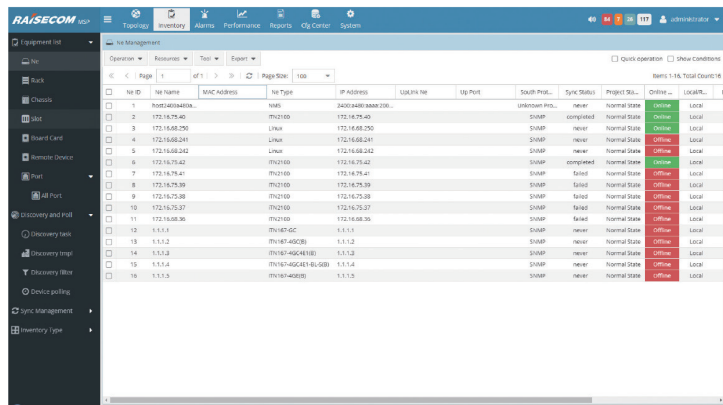 RAISECOM MSP
Topology Inventory Alarms Performance Reports Cfg Center System
84 7 26 117 administrator
Equipment list
Ne
Rack
Chassis
Slot
Board Card
Remote Device
Port
All Port
Discovery and Poll
Discovery task
Discovery tmpl
Discovery filter
Device polling
Sync Management
Inventory Type
Ne Management
Operation Resources Tool Export Quick operation Show Conditions
Page 1 of 1 Page Size: 100 Items 1-16, Total Count:16
Ne ID Ne Name MAC Address Ne Type IP Address UpLink Ne Up Port South Prot... Sync Status Project Sta... Online ... Local/R...
1 host2400a480a... NMS 2400:a480:aaaa:200... Unknown Pro... never Normal State Online Local
2 172.16.75.40 ITN2100 172.16.75.40 SNMP completed Normal State Online Local
3 172.16.68.250 Linux 172.16.68.250 SNMP never Normal State Online Local
4 172.16.68.241 Linux 172.16.68.241 SNMP never Normal State Offline Local
5 172.16.68.242 Linux 172.16.68.242 SNMP never Normal State Offline Local
6 172.16.75.42 ITN2100 172.16.75.42 SNMP completed Normal State Online Local
7 172.16.75.41 ITN2100 172.16.75.41 SNMP failed Normal State Offline Local
8 172.16.75.39 ITN2100 172.16.75.39 SNMP failed Normal State Offline Local
9 172.16.75.38 ITN2100 172.16.75.38 SNMP failed Normal State Offline Local
10 172.16.75.37 ITN2100 172.16.75.37 SNMP failed Normal State Offline Local
11 172.16.68.36 ITN2100 172.16.68.36 SNMP failed Normal State Offline Local
12 1.1.1.1 ITN167-GC 1.1.1.1 SNMP never Normal State Offline Local
13 1.1.1.2 ITN167-4GC(B) 1.1.1.2 SNMP never Normal State Offline Local
14 1.1.1.3 ITN167-4GC4E1(B) 1.1.1.3 SNMP never Normal State Offline Local
15 1.1.1.4 ITN167-4GC4E1-BL-S(B) 1.1.1.4 SNMP never Normal State Offline Local
16 1.1.1.5 ITN167-4GE(B) 1.1.1.5 SNMP never Normal State Offline Local